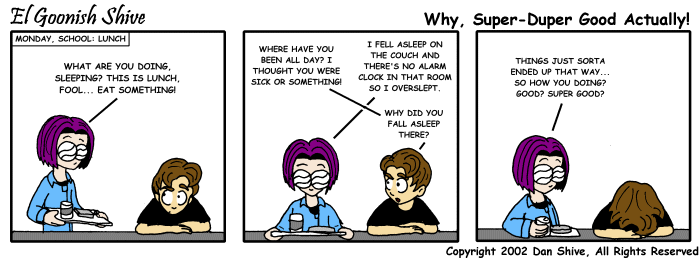 El Goonish Shive
Why, Super-Duper Good Actually!
MONDAY, SCHOOL: LUNCH
WHAT ARE YOU DOING,
SLEEPING? THIS IS LUNCH,
FOOL... EAT SOMETHING!
WHERE HAVE YOU
BEEN ALL DAY? I
THOUGHT YOU WERE
SICK OR SOMETHING!
I FELL ASLEEP ON
THE COUCH AND
THERE'S NO ALARM
CLOCK IN THAT ROOM
SO I OVERSLEPT.
WHY DID YOU
FALL ASLEEP
THERE?
THINGS JUST SORTA
ENDED UP THAT WAY...
SO HOW YOU DOING?
GOOD? SUPER GOOD?
Copyright 2002 Dan Shive, All Rights Reserved